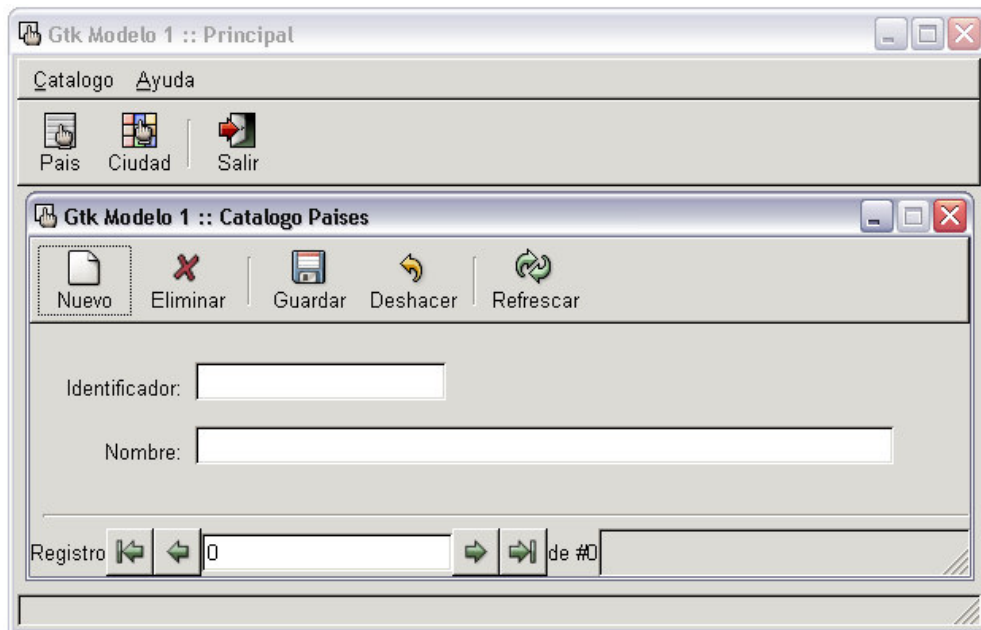 Gtk Modelo 1 :: Principal
Catalogo Ayuda
Pais Ciudad Salir
Gtk Modelo 1 :: Catalogo Paises
Nuevo Eliminar Guardar Deshacer Refrescar
Identificador:
Nombre:
Registro 0 de #0